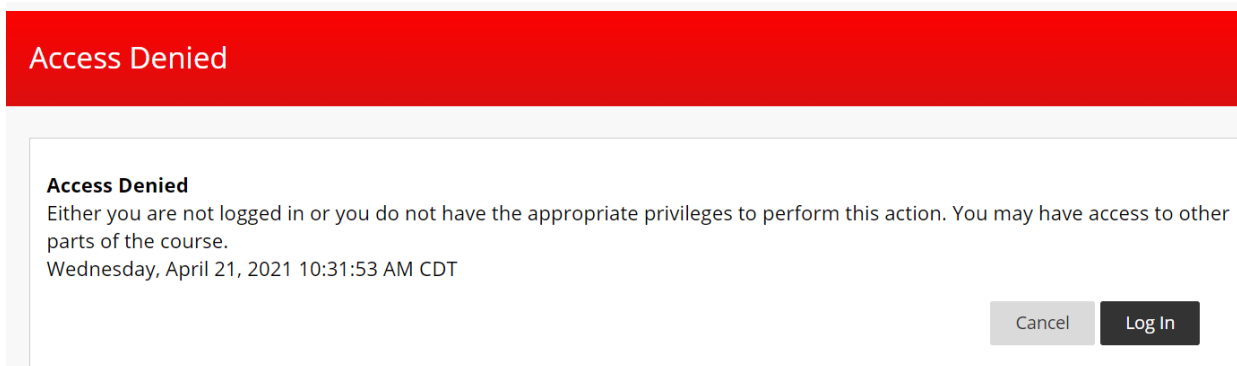 Access Denied
Access Denied
Either you are not logged in or you do not have the appropriate privileges to perform this action. You may have access to other
parts of the course.
Wednesday, April 21, 2021 10:31:53 AM CDT
Cancel Log In